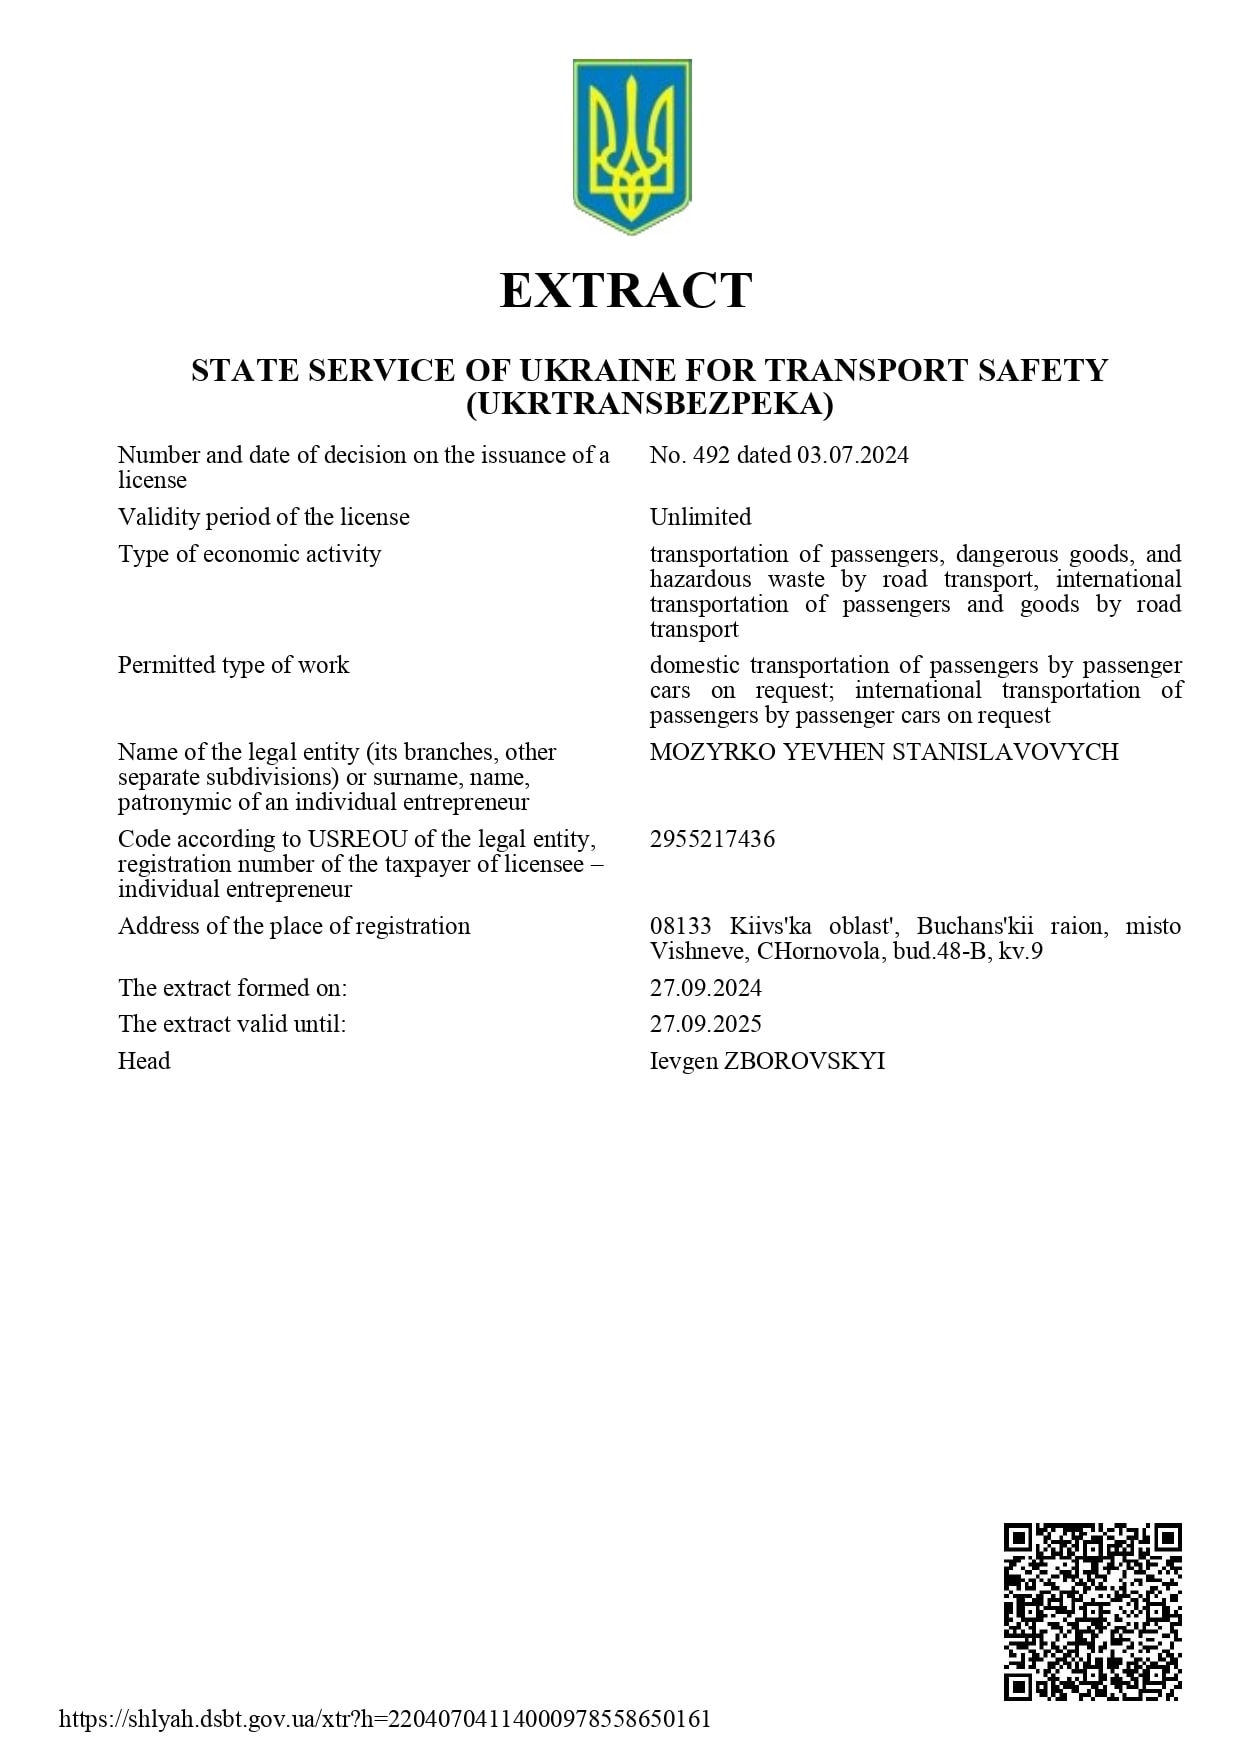 EXTRACT
STATE SERVICE OF UKRAINE FOR TRANSPORT SAFETY
(UKRTRANSBEZPEKA)
Number and date of decision on the issuance of a
license
No. 492 dated 03.07.2024
Validity period of the license
Unlimited
Type of economic activity
transportation of passengers, dangerous goods, and
hazardous waste by road transport, international
transportation of passengers and goods by road
transport
Permitted type of work
domestic transportation of passengers by passenger
cars on request; international transportation of
passengers by passenger cars on request
Name of the legal entity (its branches, other
separate subdivisions) or surname, name,
patronymic of an individual entrepreneur
MOZYRKO YEVHEN STANISLAVOVYCH
Code according to USREOU of the legal entity,
registration number of the taxpayer of licensee –
individual entrepreneur
2955217436
Address of the place of registration
08133 Kiivs'ka oblast', Buchans'kii raion, misto
Vishneve, CHornovola, bud.48-B, kv.9
The extract formed on:
27.09.2024
The extract valid until:
27.09.2025
Head
Ievgen ZBOROVSKYI
https://shlyah.dsbt.gov.ua/xtr?h=22040704114000978558650161